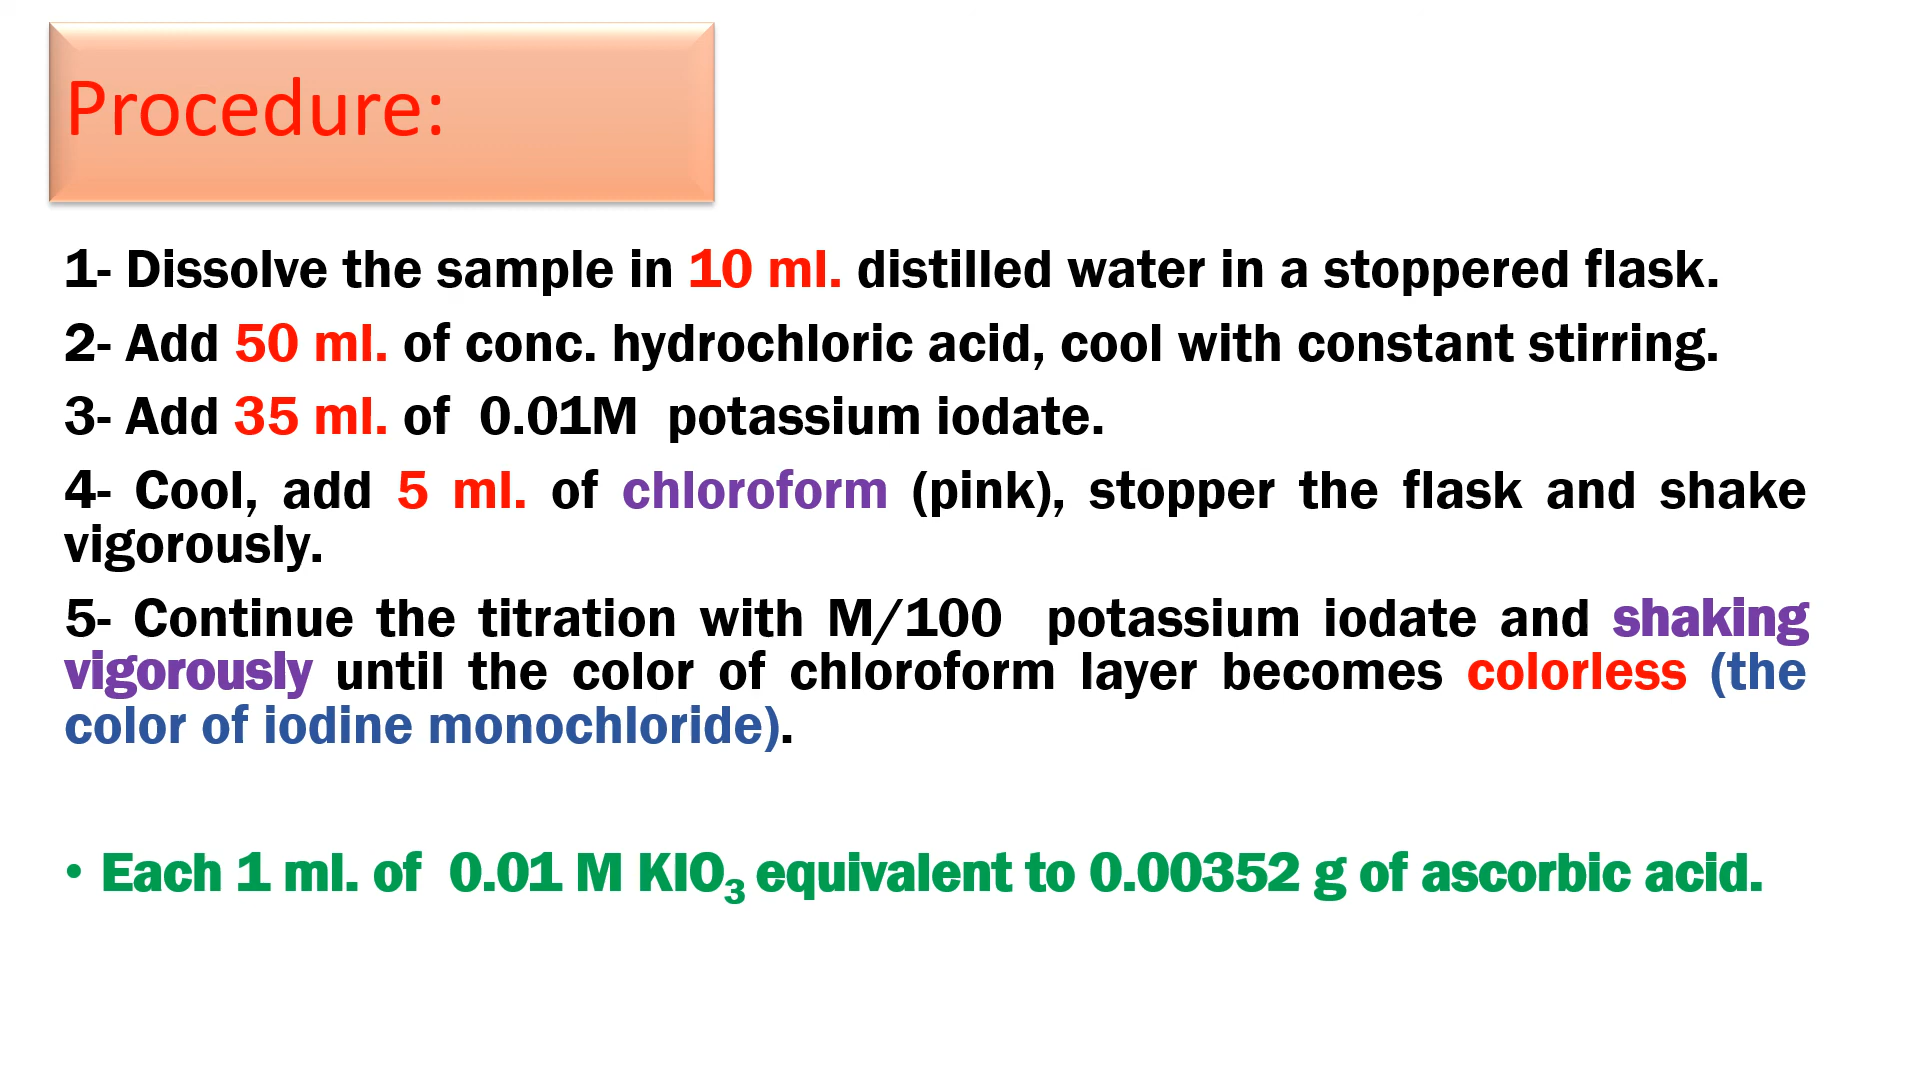 Procedure:
1- Dissolve the sample in 10 ml. distilled water in a stoppered flask.
2- Add 50 ml. of conc. hydrochloric acid, cool with constant stirring.
3- Add 35 ml. of 0.01M potassium iodate.
4- Cool, add 5 ml. of chloroform (pink), stopper the flask and shake
vigorously.
5- Continue the titration with M/100 potassium iodate and shaking
vigorously until the color of chloroform layer becomes colorless (the
color of iodine monochloride).
• Each 1 ml. of 0.01 M KIO₃ equivalent to 0.00352 g of ascorbic acid.